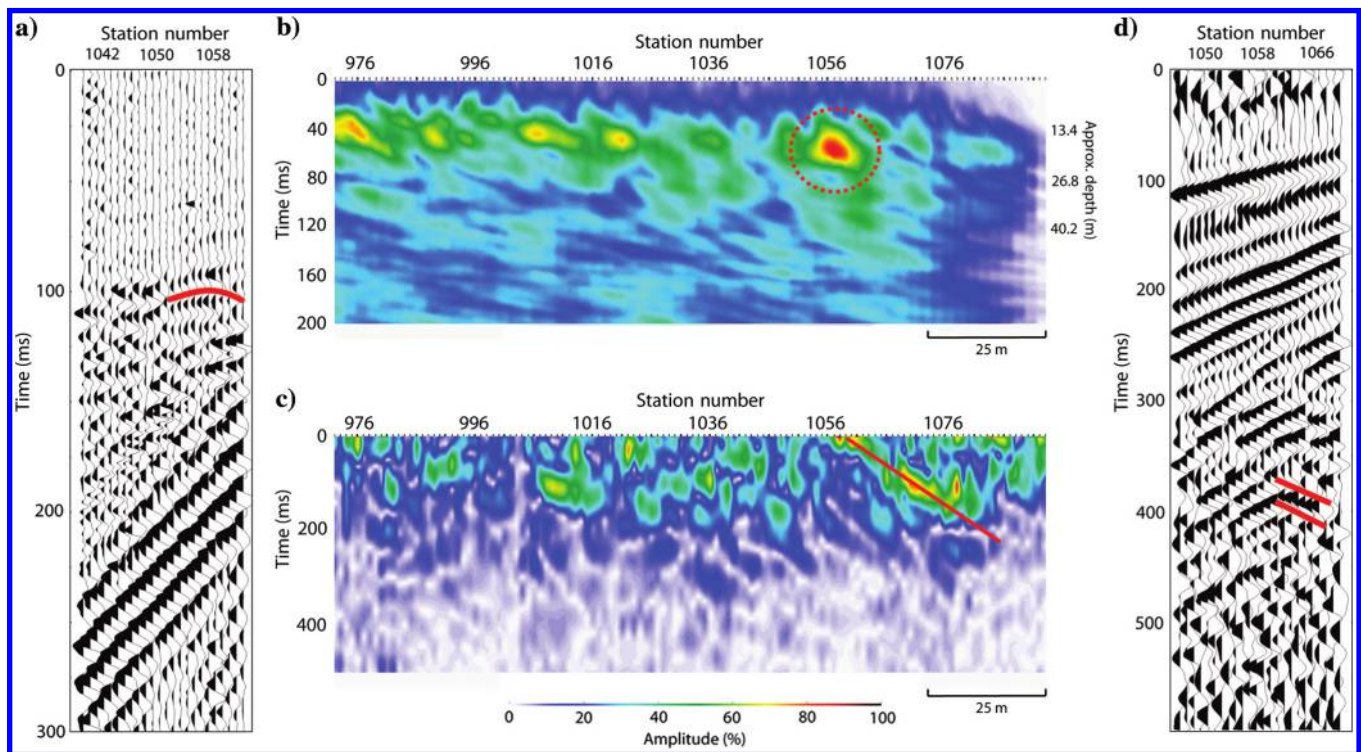 a)
Station number
1042 1050 1058
0
100
200
300
Time (ms)
b)
Station number
976 996 1016 1036 1056 1076
0
40
80
120
160
200
Time (ms)
13.4
26.8
40.2
Approx. depth (m)
25 m
c)
Station number
976 996 1016 1036 1056 1076
0
200
400
Time (ms)
25 m
0 20 40 60 80 100
Amplitude (%)
d)
Station number
1050 1058 1066
0
100
200
300
400
500
Time (ms)